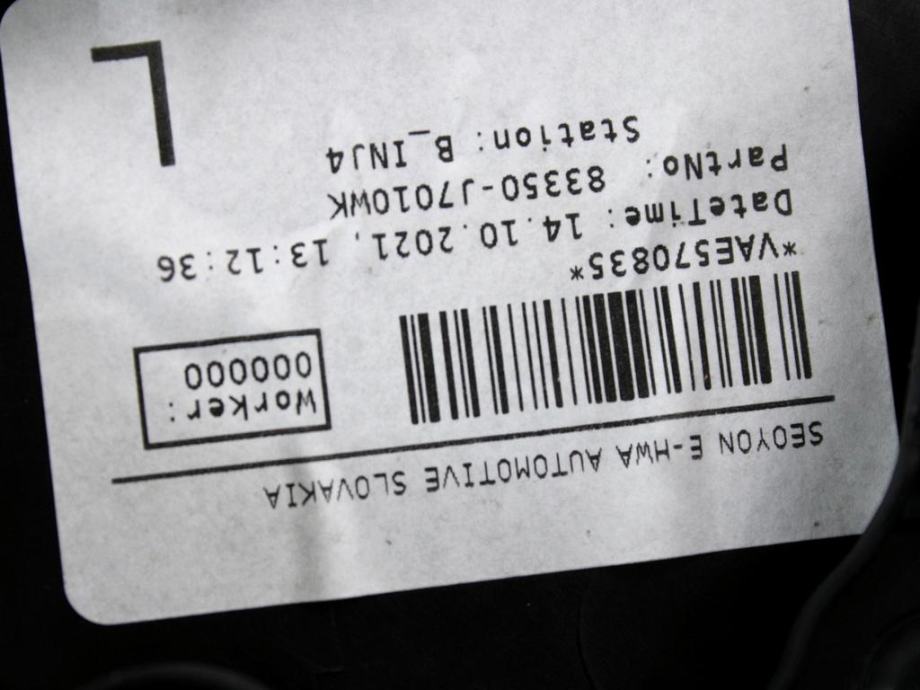 SEOYON E-HWA AUTOMOTIVE SLOVAKIA
Worker:
000000
*VAE570835*
DateTime: 14.10.2021, 13:12:36
PartNo: 83350-J7010WK
Station: B_INJ4
L